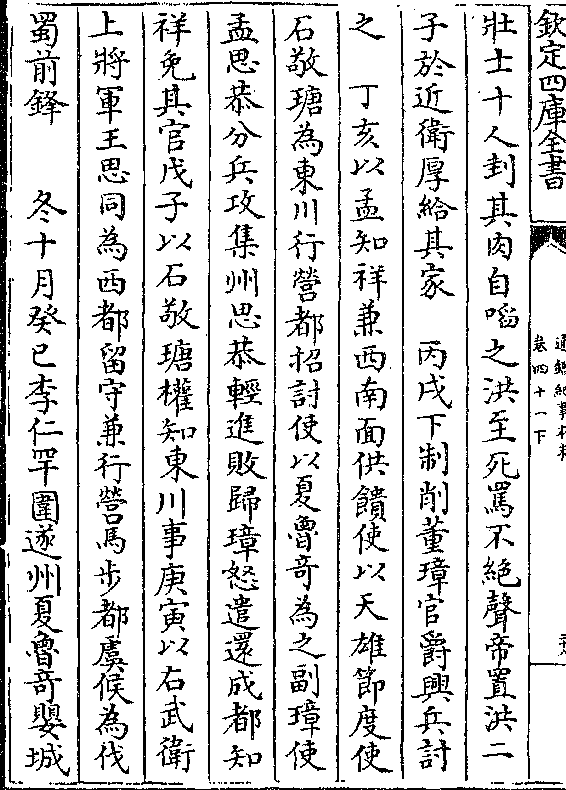 欽定四庫全書
通鑑紀事本末
卷四十一下
壯士十人刲其肉自啗之洪至死罵不絶聲帝置洪二
子於近衛厚給其家　丙戌下制削董璋官爵興兵討
之　丁亥以孟知祥兼西南面供饋使以天雄節度使
石敬瑭為東川行營都招討使以夏魯奇為之副璋使
孟思恭分兵攻集州思恭輕進敗歸璋怒遣還成都知
祥免其官戊子以石敬瑭權知東川事庚寅以右武衛
上將軍王思同為西都留守兼行營馬步都虞候為伐
蜀前鋒　冬十月癸巳李仁罕圍遂州夏魯奇嬰城